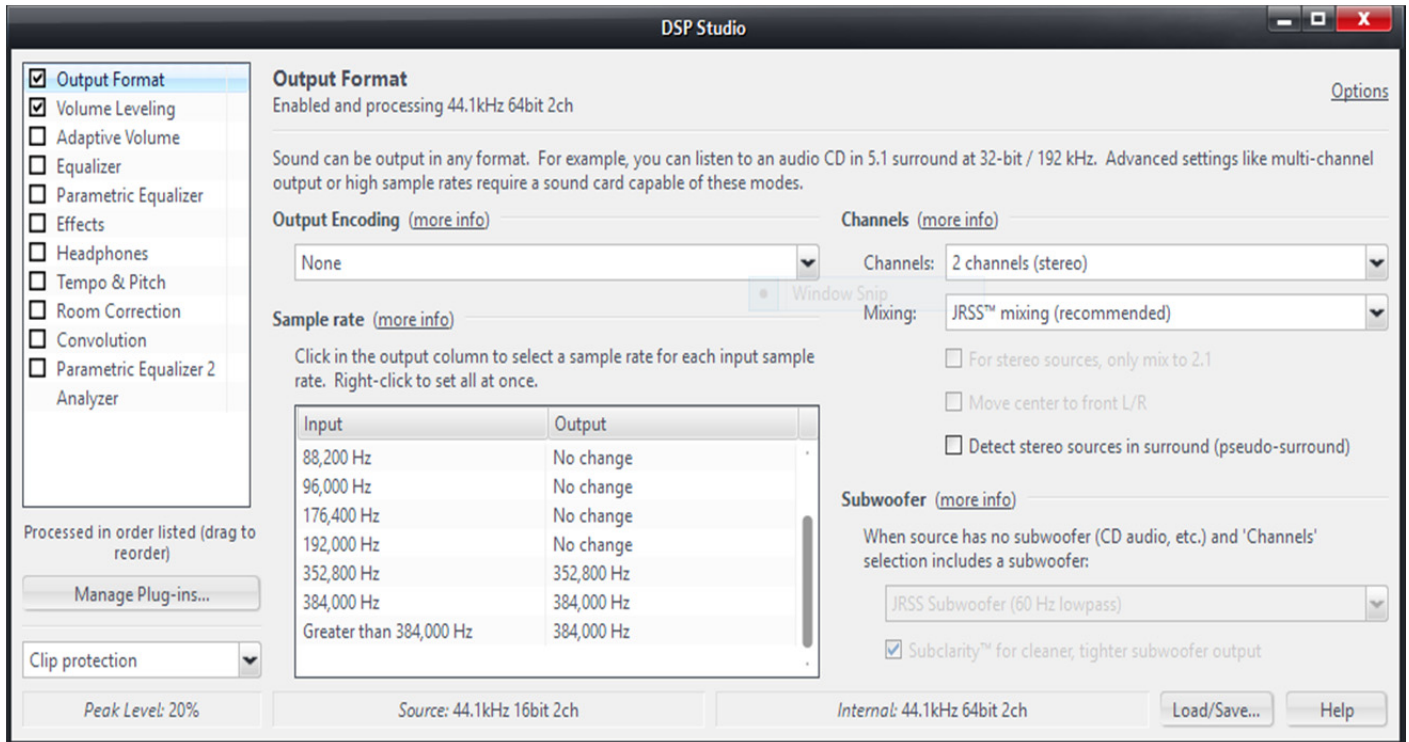 DSP Studio
Output Format
Volume Leveling
Adaptive Volume
Equalizer
Parametric Equalizer
Effects
Headphones
Tempo & Pitch
Room Correction
Convolution
Parametric Equalizer 2
Analyzer
Processed in order listed (drag to
reorder)
Manage Plug-ins...
Clip protection
Output Format
Enabled and processing 44.1kHz 64bit 2ch
Options
Sound can be output in any format.  For example, you can listen to an audio CD in 5.1 surround at 32-bit / 192 kHz.  Advanced settings like multi-channel
output or high sample rates require a sound card capable of these modes.
Output Encoding (more info)
None
Sample rate (more info)
Click in the output column to select a sample rate for each input sample
rate.  Right-click to set all at once.
Input Output
88,200 Hz No change
96,000 Hz No change
176,400 Hz No change
192,000 Hz No change
352,800 Hz 352,800 Hz
384,000 Hz 384,000 Hz
Greater than 384,000 Hz 384,000 Hz
Channels (more info)
Channels: 2 channels (stereo)
Window Snip
Mixing: JRSS™ mixing (recommended)
For stereo sources, only mix to 2.1
Move center to front L/R
Detect stereo sources in surround (pseudo-surround)
Subwoofer (more info)
When source has no subwoofer (CD audio, etc.) and 'Channels'
selection includes a subwoofer:
JRSS Subwoofer (60 Hz lowpass)
Subclarity™ for cleaner, tighter subwoofer output
Peak Level: 20%
Source: 44.1kHz 16bit 2ch
Internal: 44.1kHz 64bit 2ch
Load/Save...
Help